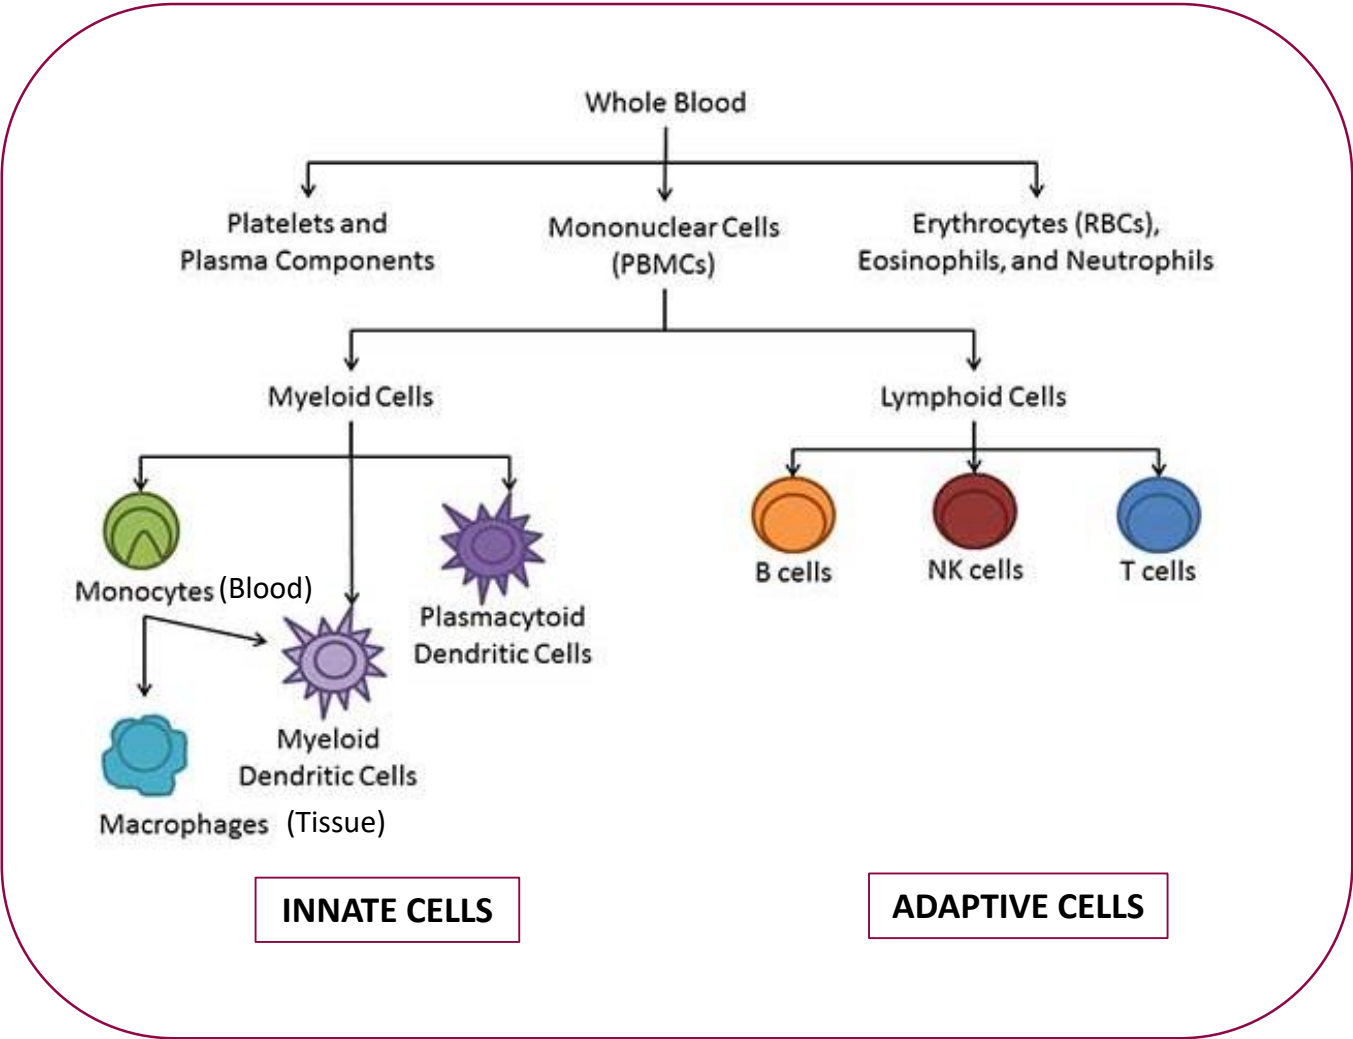 Whole Blood
Platelets and
Plasma Components
Mononuclear Cells
(PBMCs)
Erythrocytes (RBCs),
Eosinophils, and Neutrophils
Myeloid Cells
Lymphoid Cells
Monocytes (Blood)
Plasmacytoid
Dendritic Cells
B cells
NK cells
T cells
Myeloid
Dendritic Cells
Macrophages (Tissue)
INNATE CELLS
ADAPTIVE CELLS